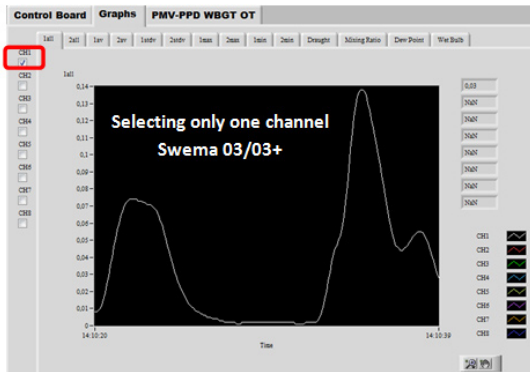 Control Board Graphs PMV-PPD WBGT OT
1all 2all 1av 2av 1stdv 2stdv 1max 2max 1min 2min Draught Mixing Ratio Dew Point Wet Bulb
CH1
CH2
CH3
CH4
CH5
CH6
CH7
CH8
1all
0,14
0,13
0,12
0,11
0,1
0,09
0,08
0,07
0,06
0,05
0,04
0,03
0,02
0,01
0
Selecting only one channel
Swema 03/03+
14:10:20
14:10:39
Time
0,03
NaN
NaN
NaN
NaN
NaN
NaN
NaN
CH1
CH2
CH3
CH4
CH5
CH6
CH7
CH8